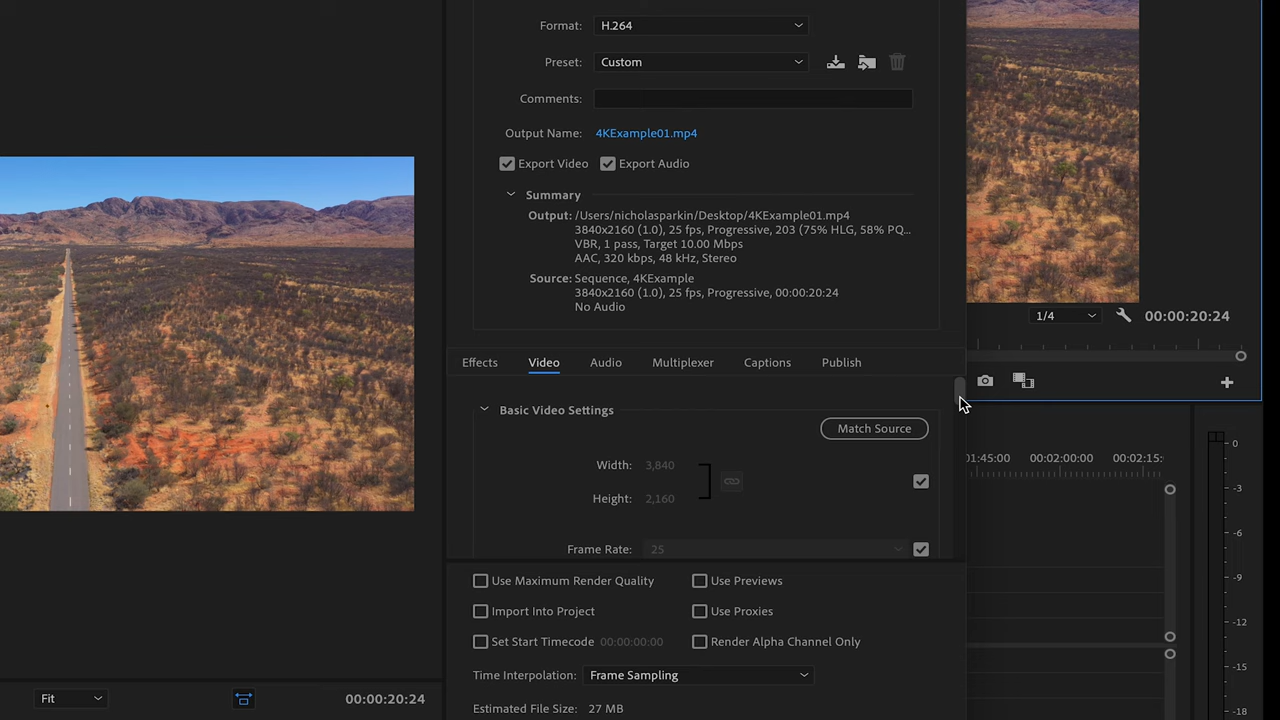 Format: H.264
Preset: Custom
Comments:
Output Name: 4KExample01.mp4
Export Video Export Audio
Summary
Output: /Users/nicholasparkin/Desktop/4KExample01.mp4
3840x2160 (1.0), 25 fps, Progressive, 203 (75% HLG, 58% PQ...
VBR, 1 pass, Target 10.00 Mbps
AAC, 320 kbps, 48 kHz, Stereo
Source: Sequence, 4KExample
3840x2160 (1.0), 25 fps, Progressive, 00:00:20:24
No Audio
Effects Video Audio Multiplexer Captions Publish
Basic Video Settings
Match Source
Width: 3,840
Height: 2,160
Frame Rate: 25
Use Maximum Render Quality Use Previews
Import Into Project Use Proxies
Set Start Timecode 00:00:00:00 Render Alpha Channel Only
Time Interpolation: Frame Sampling
Estimated File Size: 27 MB
Fit 00:00:20:24
1/4 00:00:20:24
01:45:00 00:02:00:00 00:02:15:
0
-3
-6
-9
-12
-15
-18